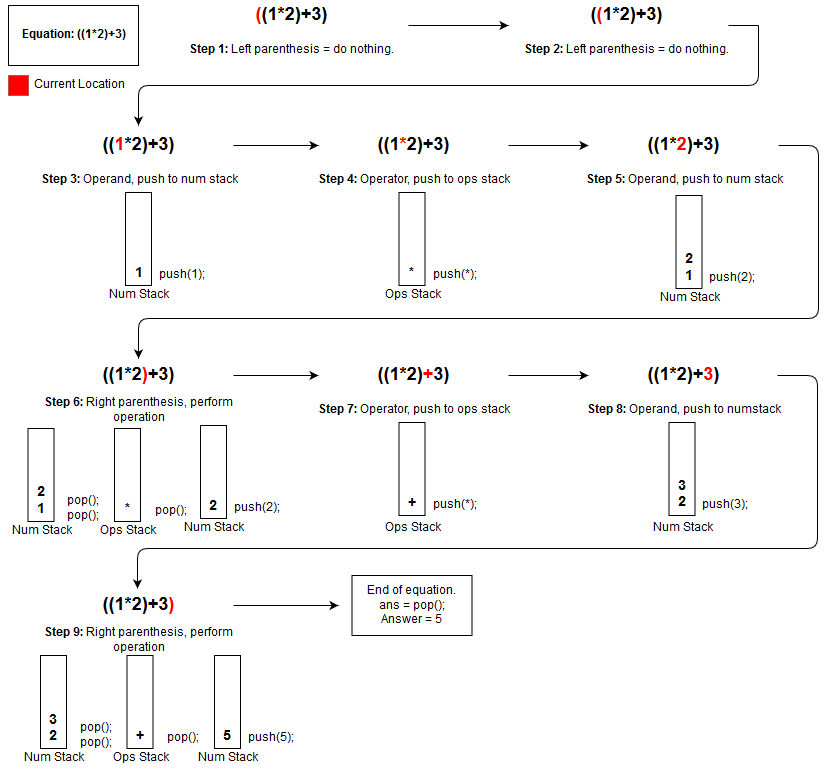 Equation: ((1*2)+3)
Current Location
((1*2)+3)
Step 1: Left parenthesis = do nothing.
((1*2)+3)
Step 2: Left parenthesis = do nothing.
((1*2)+3)
Step 3: Operand, push to num stack
1
push(1);
Num Stack
((1*2)+3)
Step 4: Operator, push to ops stack
*
push(*);
Ops Stack
((1*2)+3)
Step 5: Operand, push to num stack
2
1
push(2);
Num Stack
((1*2)+3)
Step 6: Right parenthesis, perform
operation
2
1
pop();
pop();
Num Stack
*
pop();
Ops Stack
2
push(2);
Num Stack
((1*2)+3)
Step 7: Operator, push to ops stack
+
push(*);
Ops Stack
((1*2)+3)
Step 8: Operand, push to numstack
3
2
push(3);
Num Stack
((1*2)+3)
Step 9: Right parenthesis, perform
operation
3
2
pop();
pop();
Num Stack
+
pop();
Ops Stack
5
push(5);
Num Stack
End of equation.
ans = pop();
Answer = 5